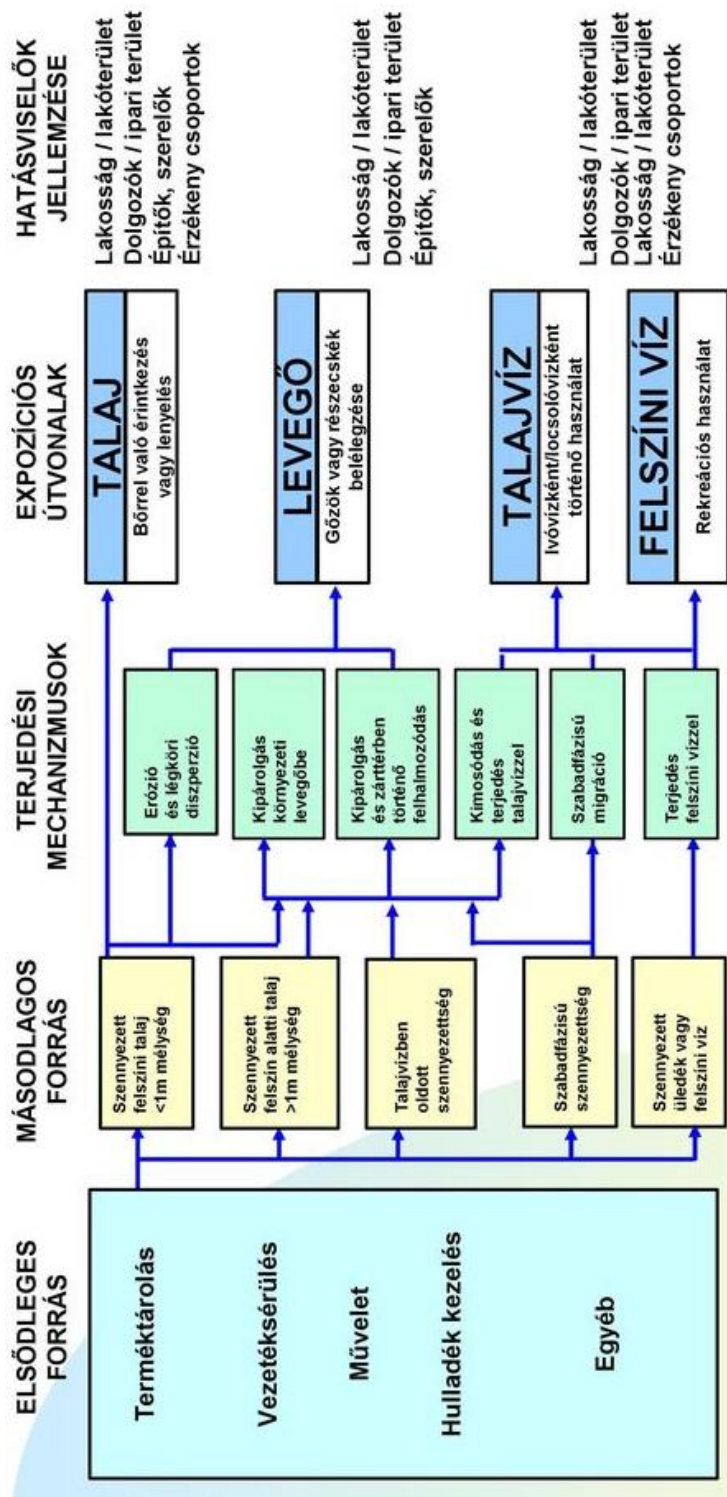 ELSŐDLEGES
FORRÁS
Terméktárolás
Vezetéksérülés
Művelet
Hulladék kezelés
Egyéb
MÁSODLAGOS
FORRÁS
Szennyezett
felszíni talaj
<1m mélység
Szennyezett
felszín alatti talaj
>1m mélység
Talajvízben
oldott
szennyezettség
Szabadfázisú
szennyezettség
Szennyezett
üledék vagy
felszíni víz
TERJEDÉSI
MECHANIZMUSOK
Erózió
és légköri
diszperzió
Kipárolgás
környezeti
levegőbe
Kipárolgás
és zárttérben
történő
felhalmozódás
Kimosódás és
terjedés
talajvízzel
Szabadfázisú
migráció
Terjedés
felszíni vízzel
EXPOZÍCIÓS
ÚTVONALAK
TALAJ
Bőrrel való érintkezés
vagy lenyelés
LEVEGŐ
Gőzök vagy részecskék
belélegzése
TALAJVÍZ
Ivóvízként/locsolóvízként
történő használat
FELSZÍNI VÍZ
Rekreációs használat
HATÁSVISELŐK
JELLEMZÉSE
Lakosság / lakóterület
Dolgozók / ipari terület
Építők, szerelők
Érzékeny csoportok
Lakosság / lakóterület
Dolgozók / ipari terület
Építők, szerelők
Lakosság / lakóterület
Dolgozók / ipari terület
Lakosság / lakóterület
Érzékeny csoportok